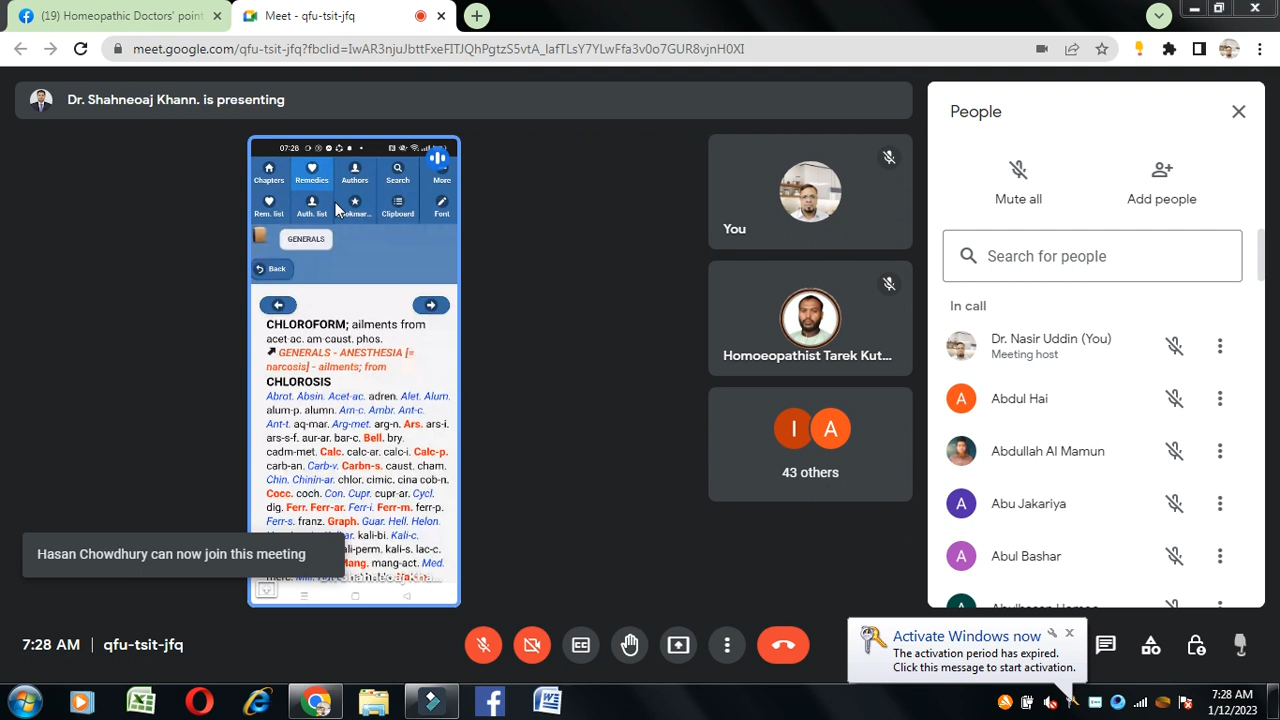 (19) Homeopathic Doctors' point
Meet - qfu-tsit-jfq
meet.google.com/qfu-tsit-jfq?fbclid=IwAR3njuJbttFxeFITJQhPgtzS5vtA_lafTLsY7YLwFfa3v0o7GUR8vjnH0XI
Dr. Shahneoaj Khann. is presenting
07:28
Chapters Remedies Authors Search More
Rem. list Auth. list Clipboard Font
GENERALS
Back
CHLOROFORM; ailments from
acet-ac. am-caust. phos.
GENERALS - ANESTHESIA [=
narcosis] - ailments; from
CHLOROSIS
Abrot. Absin. Acet-ac. adren. Alet. Alum.
alum-p. alumn. Arn-c. Ambr. Ant-c.
Ant-t. aq-mar. Arg-met. arg-n. Ars. ars-i.
ars-s-f. aur-ar. bar-c. Bell. bry.
cadm-met. Calc. calc-ar. calc-i. Calc-p.
carb-an. Carb-v. Carbn-s. caust. cham.
Chin. Chinin-ar. chlor. cimic. cina cob-n.
Cocc. coch. Con. Cupr. cupr-ar. Cycl.
dig. Ferr. Ferr-ar. Ferr-i. Ferr-m. ferr-p.
Ferr-s. franz. Graph. Guar. Hell. Helon.
kali-bi. Kali-c.
kali-perm. kali-s. lac-c.
Mang. mang-act. Med.
Hasan Chowdhury can now join this meeting
You
Homoeopathist Tarek Kut...
I A
43 others
People
Mute all
Add people
Search for people
In call
Dr. Nasir Uddin (You)
Meeting host
A Abdul Hai
Abdullah Al Mamun
A Abu Jakariya
A Abul Bashar
7:28 AM | qfu-tsit-jfq
Activate Windows now
The activation period has expired.
Click this message to start activation.
7:28 AM
1/12/2023